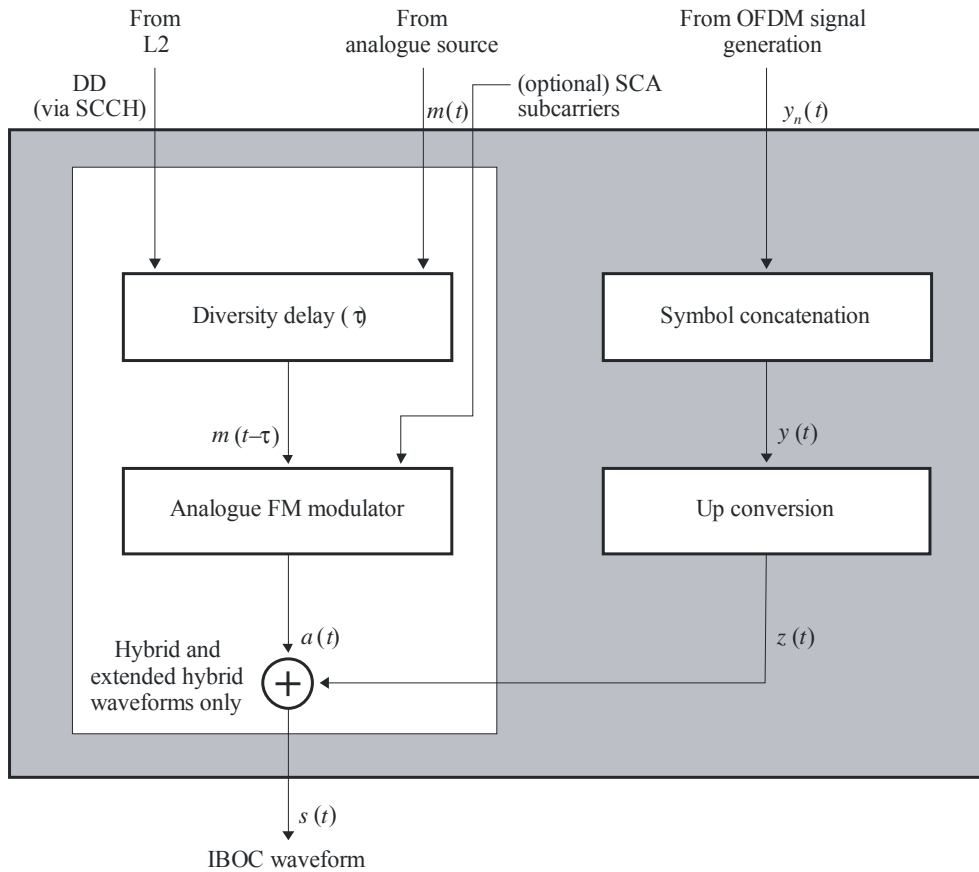 From
L2
From
analogue source
From OFDM signal
generation
DD
(via SCCH)
m(t)
(optional) SCA
subcarriers
y_n(t)
Diversity delay (τ)
Symbol concatenation
m(t–τ)
y(t)
Analogue FM modulator
Up conversion
a(t)
z(t)
Hybrid and
extended hybrid
waveforms only
+
s(t)
IBOC waveform